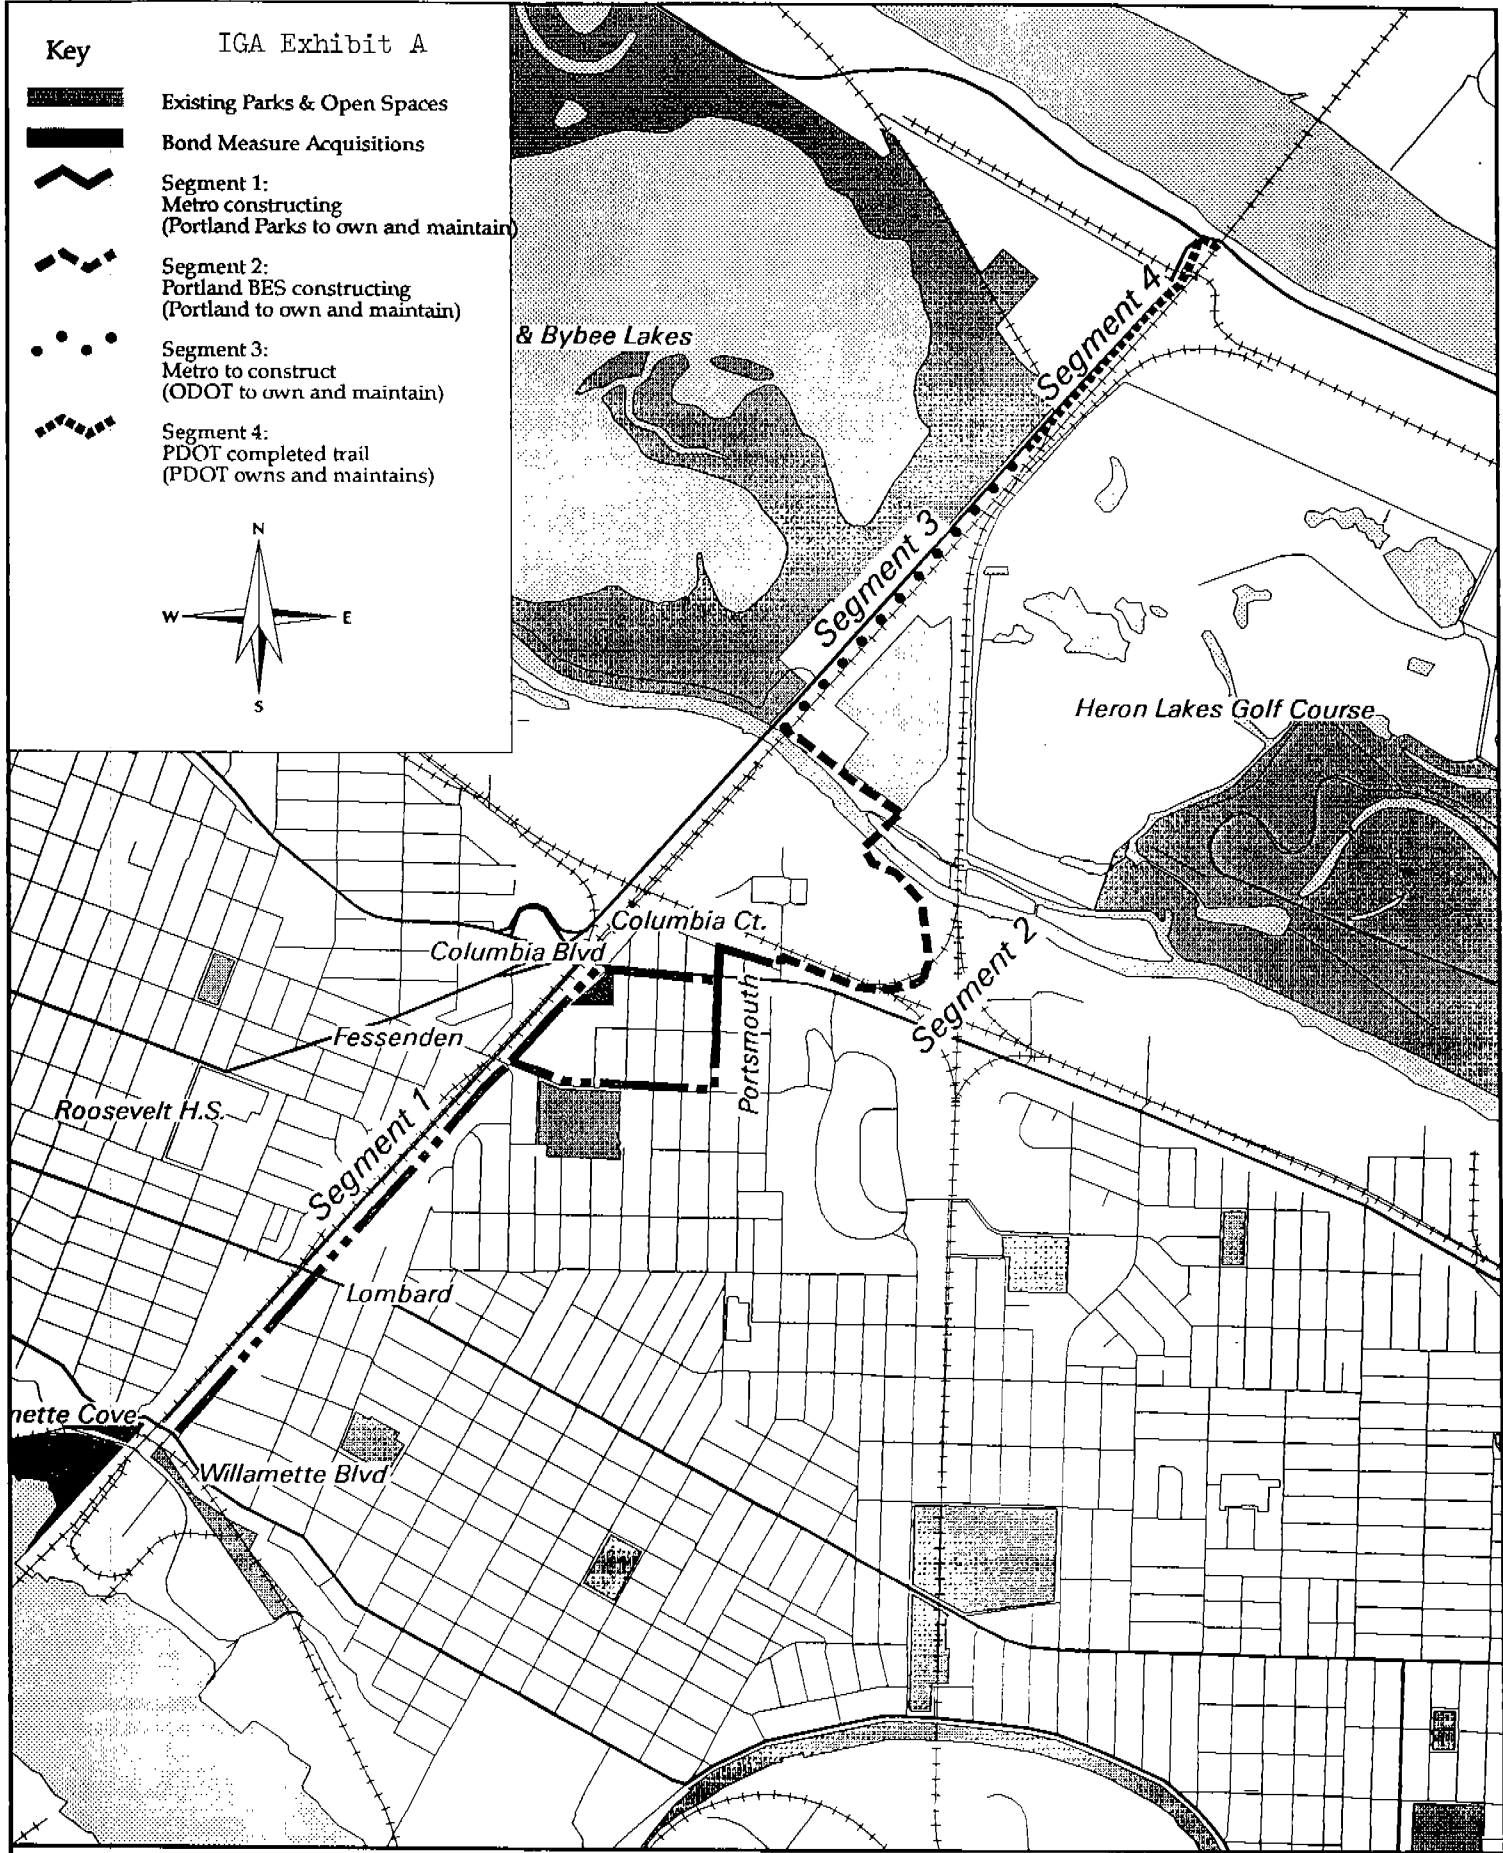 Key
IGA Exhibit A
Existing Parks & Open Spaces
Bond Measure Acquisitions
Segment 1:
Metro constructing
(Portland Parks to own and maintain)
Segment 2:
Portland BES constructing
(Portland to own and maintain)
Segment 3:
Metro to construct
(ODOT to own and maintain)
Segment 4:
PDOT completed trail
(PDOT owns and maintains)
N
W
E
S
& Bybee Lakes
Segment 4
Segment 3
Heron Lakes Golf Course
Columbia Ct.
Columbia Blvd
Segment 2
Portsmouth
Fessenden
Roosevelt H.S.
Segment 1
Lombard
nette Cove
Willamette Blvd